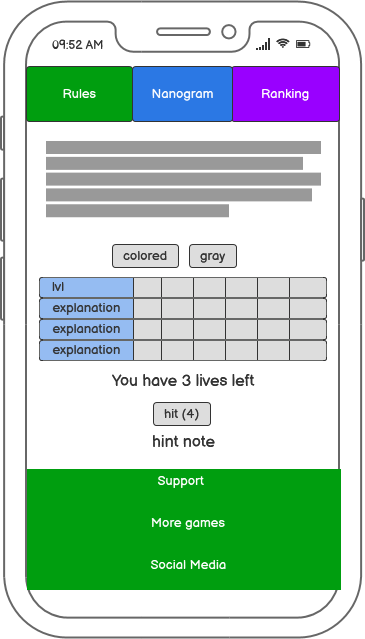 09:52 AM
Rules Nanogram Ranking
colored gray
lvl
explanation
explanation
explanation
You have 3 lives left
hit (4)
hint note
Support
More games
Social Media